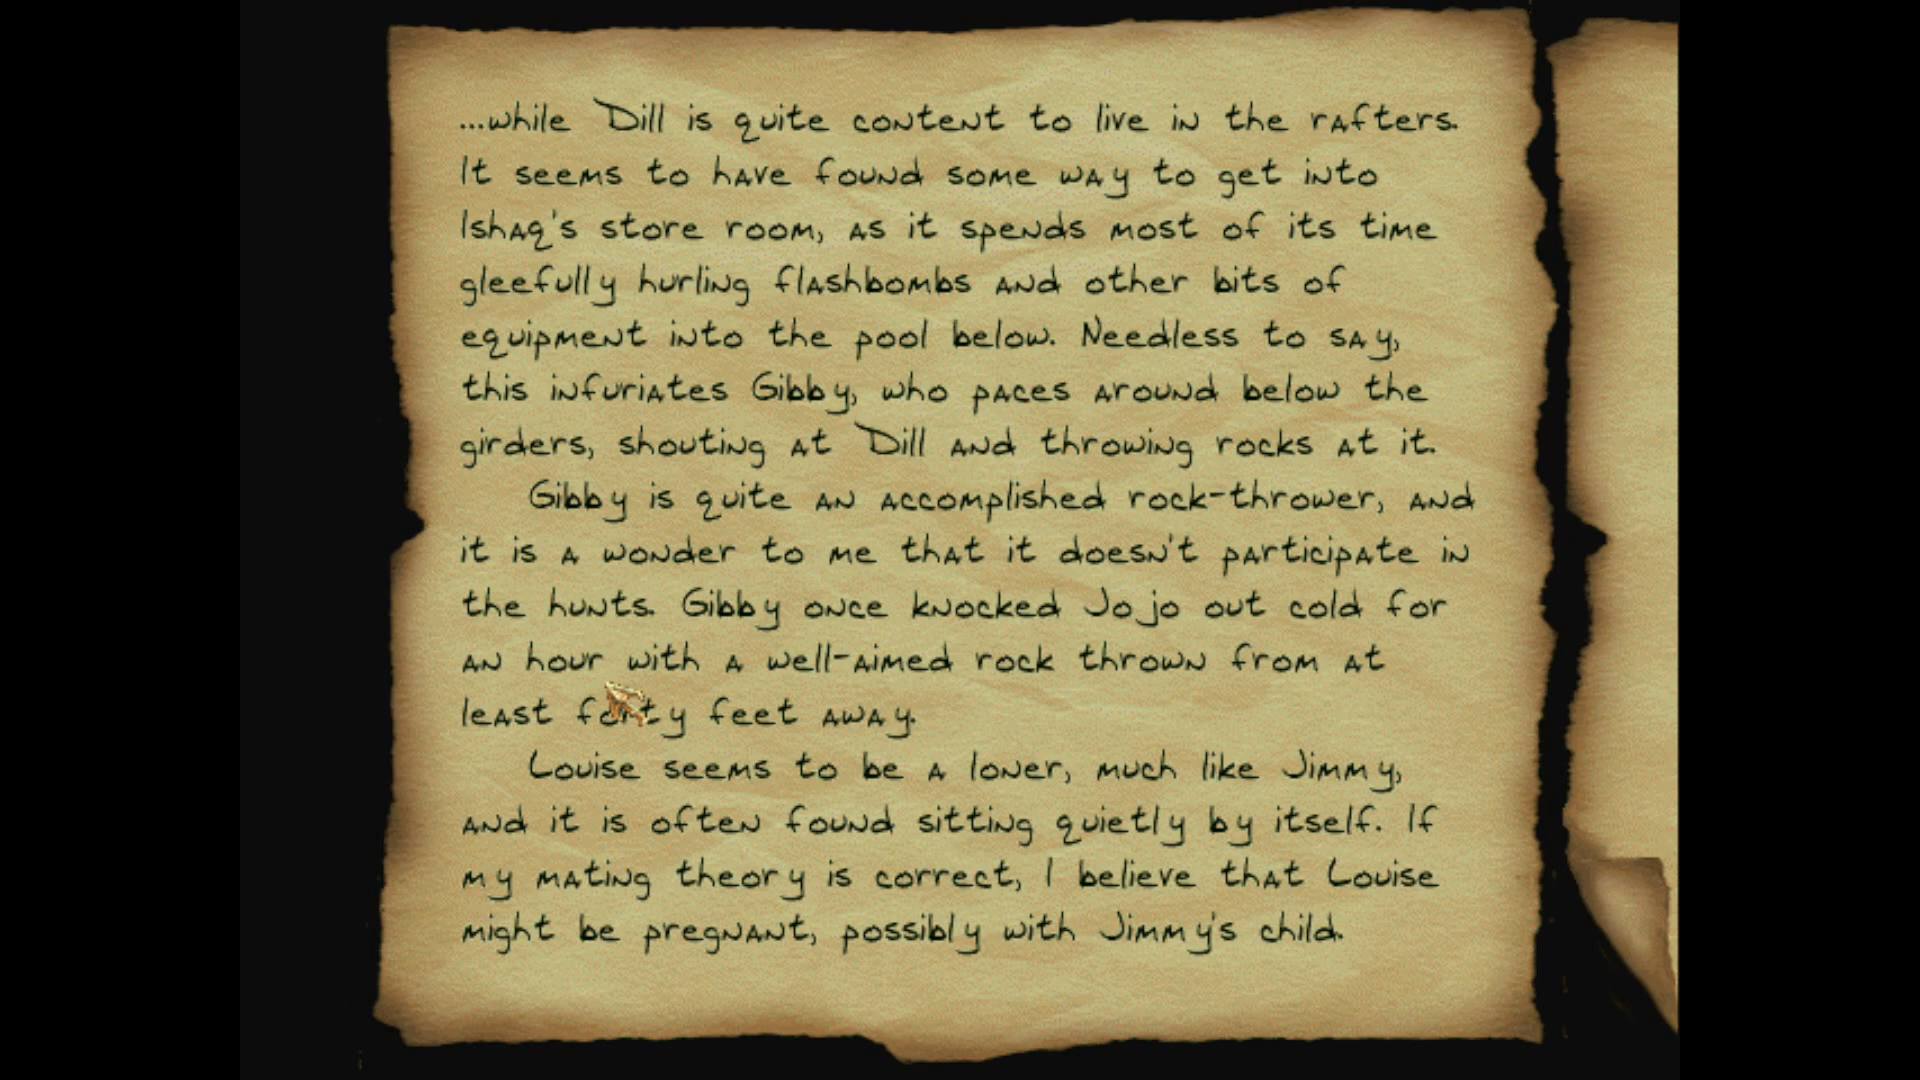 ...while Dill is quite content to live in the rafters.
It seems to have found some way to get into
Ishaq's store room, as it spends most of its time
gleefully hurling flashbombs and other bits of
equipment into the pool below. Needless to say,
this infuriates Gibby, who paces around below the
girders, shouting at Dill and throwing rocks at it.
Gibby is quite an accomplished rock-thrower, and
it is a wonder to me that it doesn't participate in
the hunts. Gibby once knocked Jojo out cold for
an hour with a well-aimed rock thrown from at
least forty feet away.
Louise seems to be a loner, much like Jimmy,
and it is often found sitting quietly by itself. If
my mating theory is correct, I believe that Louise
might be pregnant, possibly with Jimmy's child.